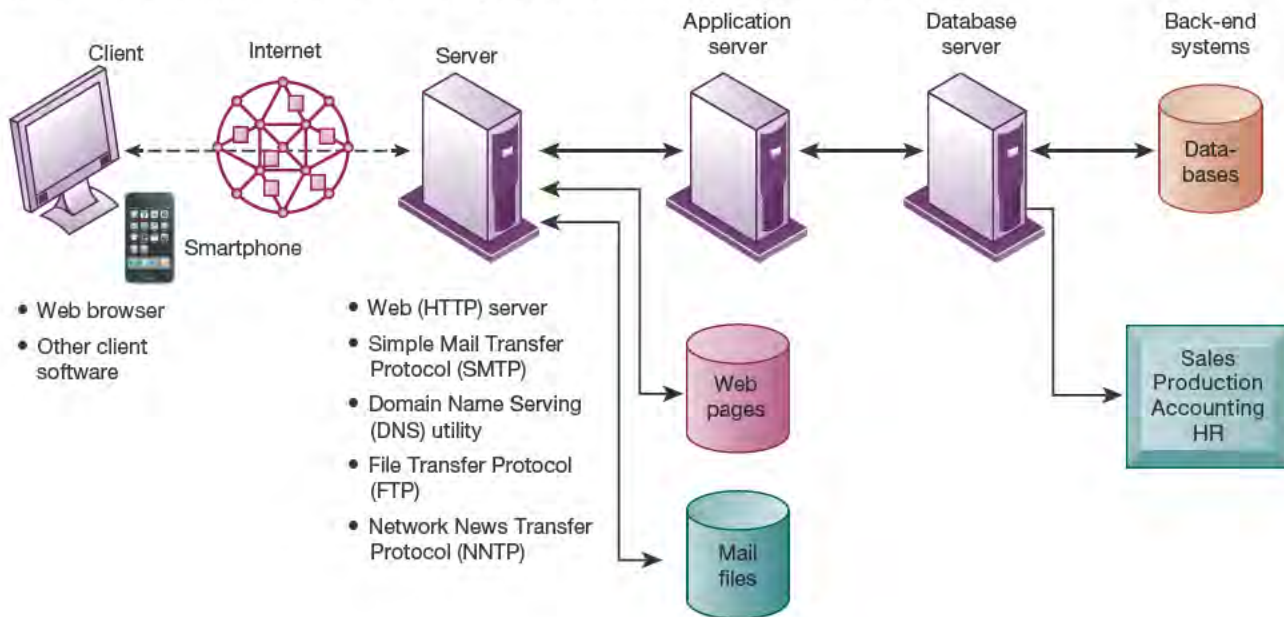 Client
Internet
Server
Application
server
Database
server
Back-end
systems
Data-
bases
Smartphone
• Web browser
• Other client
software
• Web (HTTP) server
• Simple Mail Transfer
Protocol (SMTP)
• Domain Name Serving
(DNS) utility
• File Transfer Protocol
(FTP)
• Network News Transfer
Protocol (NNTP)
Web
pages
Mail
files
Sales
Production
Accounting
HR